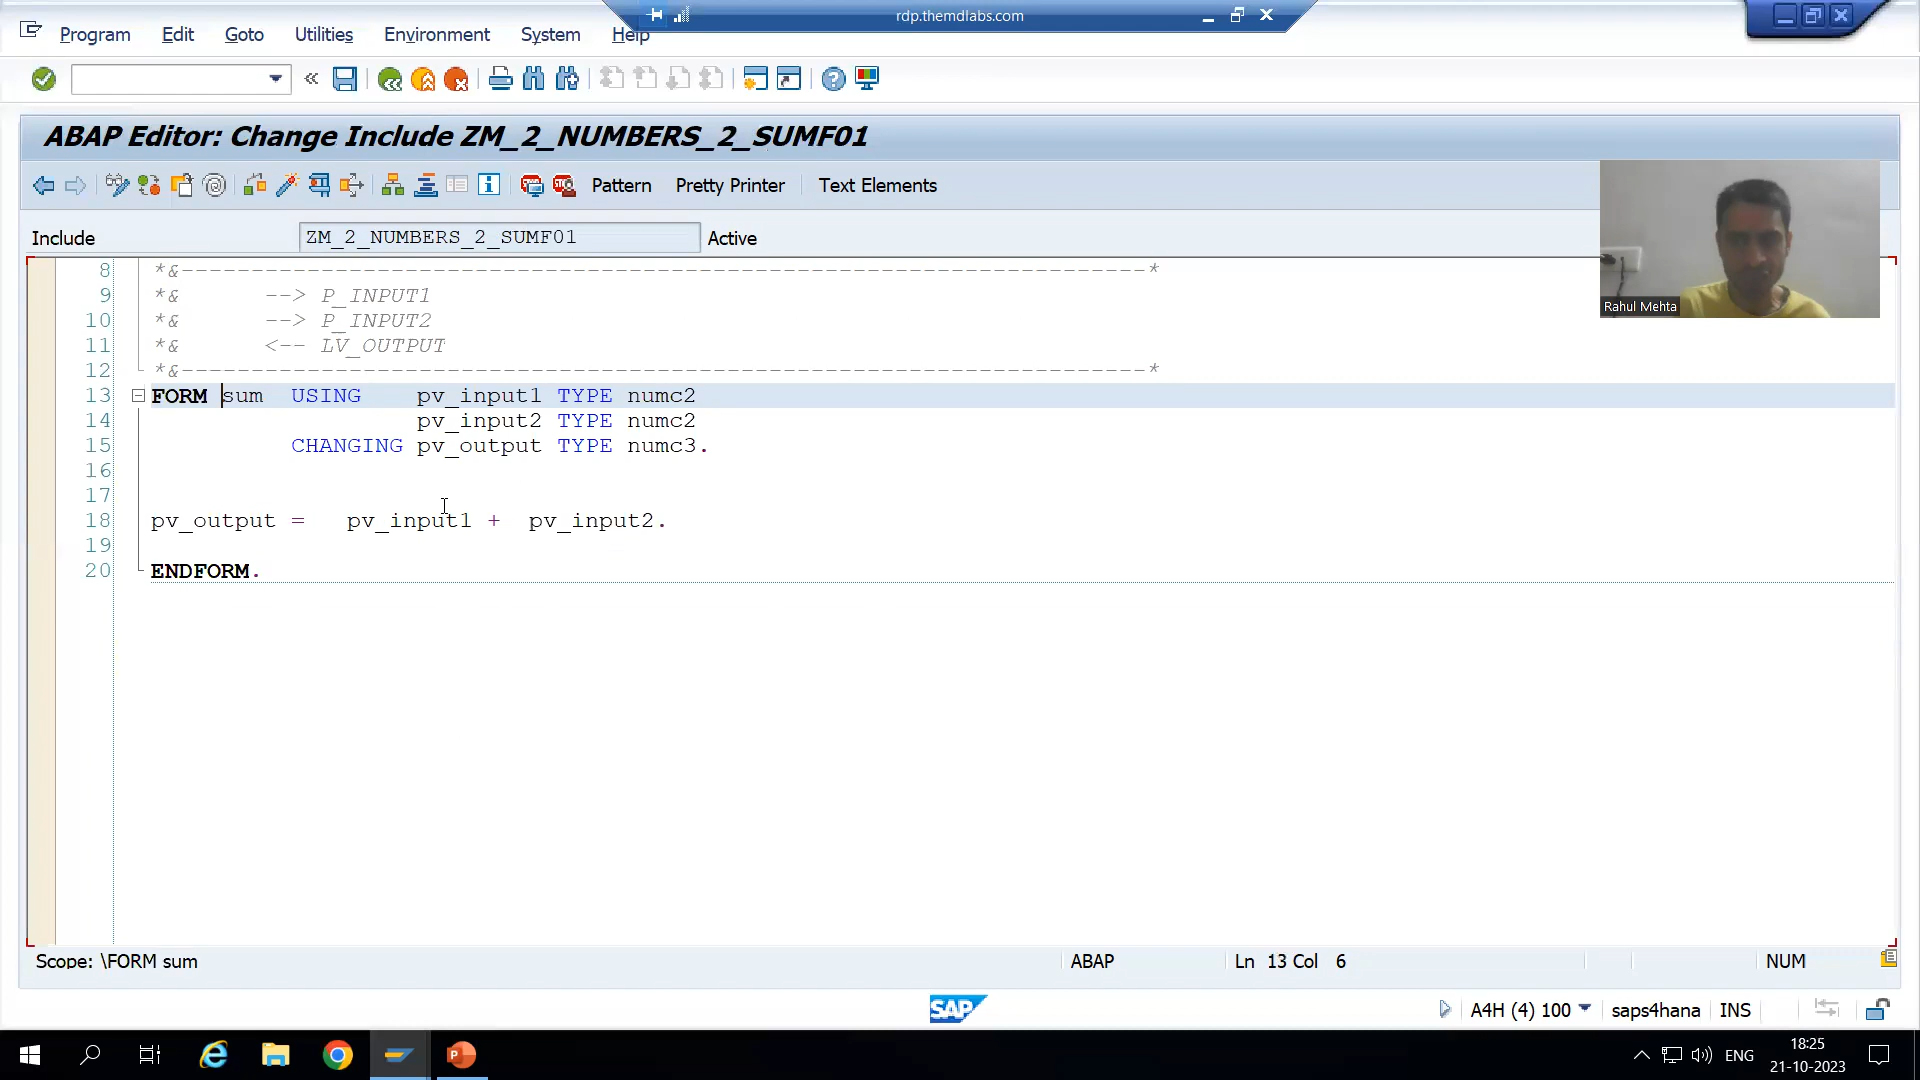 rdp.themdlabs.com
Program Edit Goto Utilities Environment System Help
ABAP Editor: Change Include ZM_2_NUMBERS_2_SUMF01
Pattern Pretty Printer Text Elements
Include ZM_2_NUMBERS_2_SUMF01 Active
Rahul Mehta
8 *&---------------------------------------------------------------------*
9 *& --> P_INPUT1
10 *& --> P_INPUT2
11 *& <-- LV_OUTPUT
12 *&---------------------------------------------------------------------*
13 FORM sum USING pv_input1 TYPE numc2
14 pv_input2 TYPE numc2
15 CHANGING pv_output TYPE numc3.
16
17
18 pv_output = pv_input1 + pv_input2.
19
20 ENDFORM.
Scope: \FORM sum ABAP Ln 13 Col 6 NUM
SAP A4H (4) 100 saps4hana INS
ENG 18:25
21-10-2023